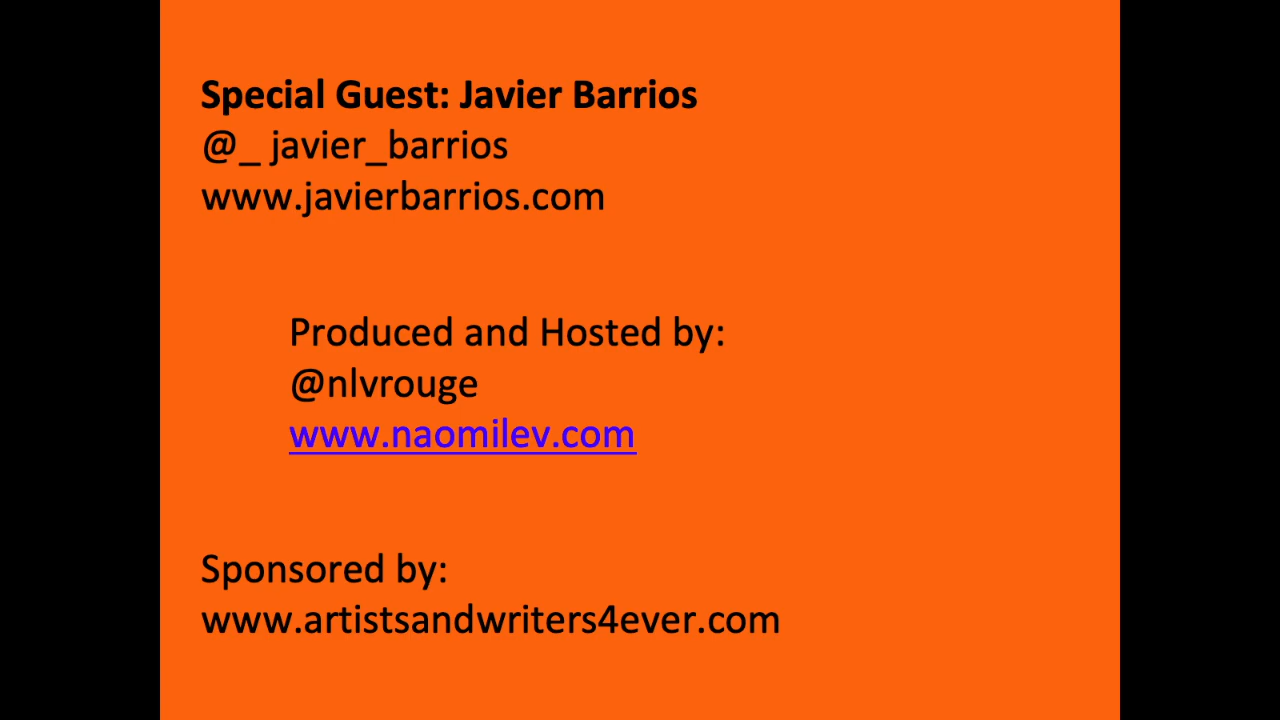 Special Guest: Javier Barrios
@_ javier_barrios
www.javierbarrios.com
Produced and Hosted by:
@nlvrouge
www.naomilev.com
Sponsored by:
www.artistsandwriters4ever.com